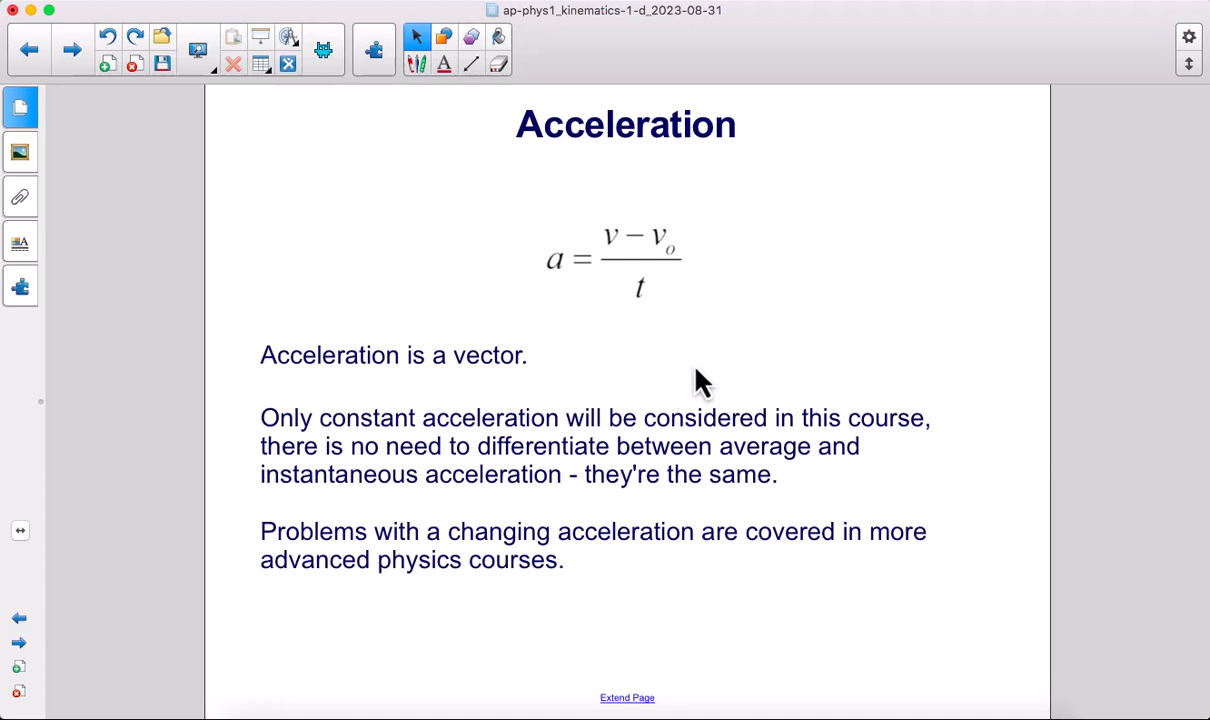 ap-phys1_kinematics-1-d_2023-08-31
Acceleration
a = (v − v₀) / t
Acceleration is a vector.
Only constant acceleration will be considered in this course,
there is no need to differentiate between average and
instantaneous acceleration - they're the same.
Problems with a changing acceleration are covered in more
advanced physics courses.
Extend Page